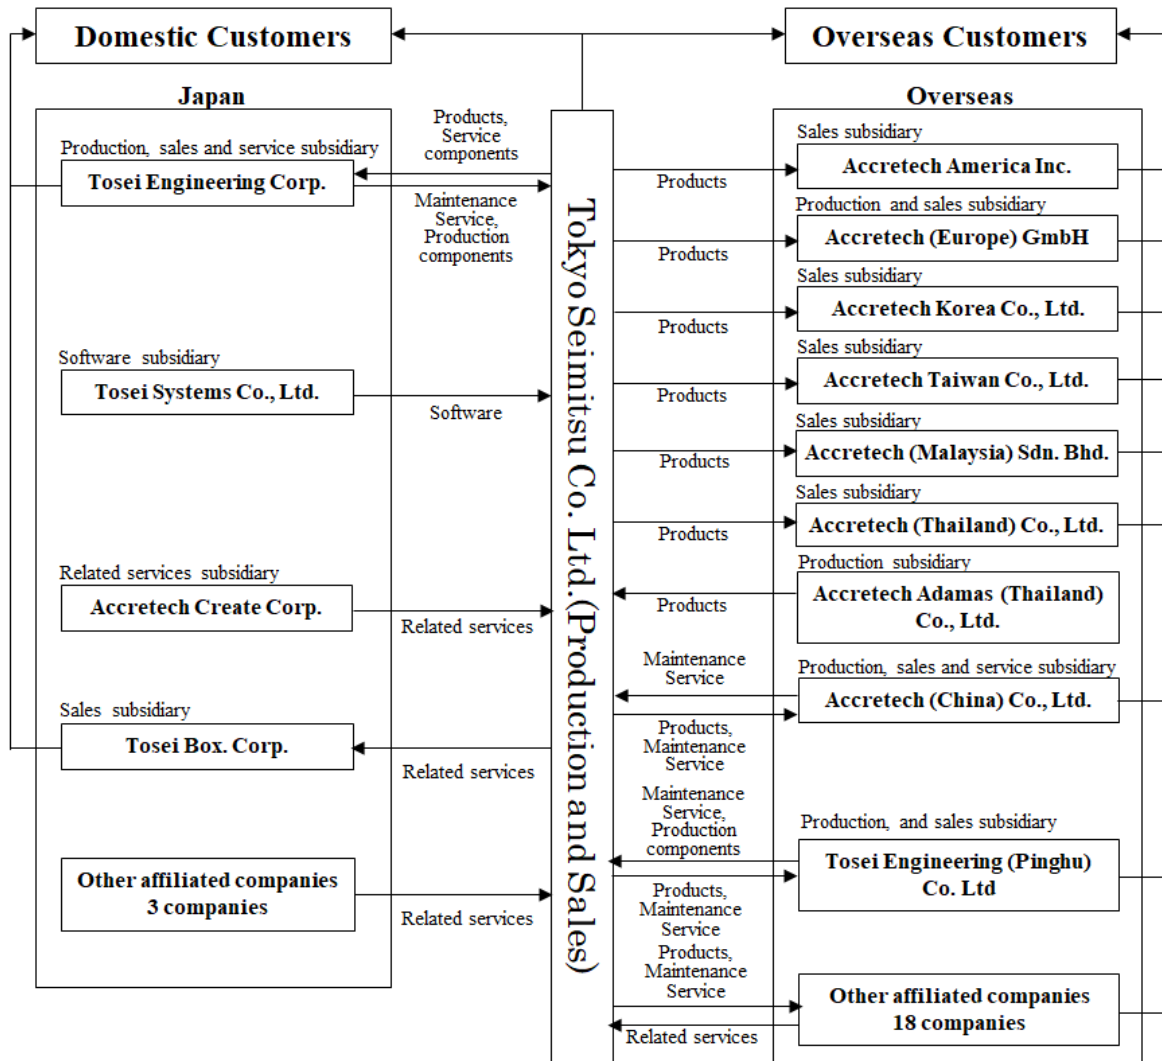 Domestic Customers
Overseas Customers
Japan
Production, sales and service subsidiary
Tosei Engineering Corp.
Products,
Service
components
Maintenance
Service,
Production
components
Software subsidiary
Tosei Systems Co., Ltd.
Software
Related services subsidiary
Accretech Create Corp.
Related services
Sales subsidiary
Tosei Box. Corp.
Related services
Other affiliated companies
3 companies
Related services
Tokyo Seimitsu Co. Ltd. (Production and Sales)
Overseas
Sales subsidiary
Accretech America Inc.
Products
Production and sales subsidiary
Accretech (Europe) GmbH
Products
Sales subsidiary
Accretech Korea Co., Ltd.
Products
Sales subsidiary
Accretech Taiwan Co., Ltd.
Products
Sales subsidiary
Accretech (Malaysia) Sdn. Bhd.
Products
Sales subsidiary
Accretech (Thailand) Co., Ltd.
Products
Production subsidiary
Accretech Adamas (Thailand)
Co., Ltd.
Products
Maintenance
Service
Production, sales and service subsidiary
Accretech (China) Co., Ltd.
Products,
Maintenance
Service
Maintenance
Service,
Production
components
Production, and sales subsidiary
Tosei Engineering (Pinghu)
Co. Ltd
Products,
Maintenance
Service
Products,
Maintenance
Service
Other affiliated companies
18 companies
Related services